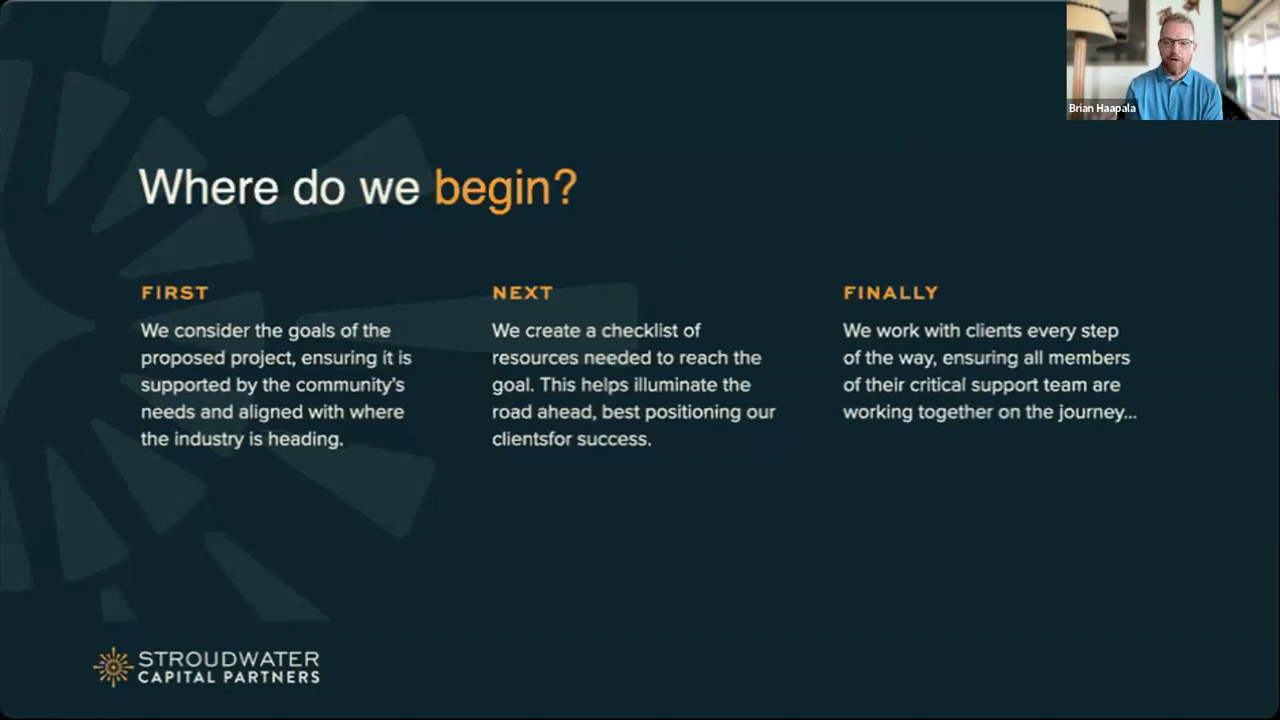 Brian Haapala
Where do we begin?
FIRST
We consider the goals of the
proposed project, ensuring it is
supported by the community's
needs and aligned with where
the industry is heading.
NEXT
We create a checklist of
resources needed to reach the
goal. This helps illuminate the
road ahead, best positioning our
clientsfor success.
FINALLY
We work with clients every step
of the way, ensuring all members
of their critical support team are
working together on the journey...
STROUDWATER
CAPITAL PARTNERS